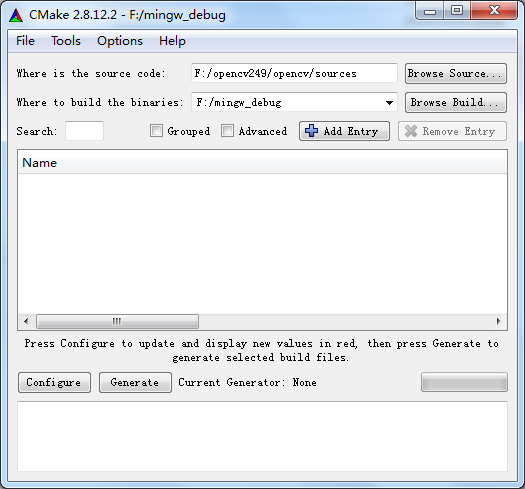 CMake 2.8.12.2 - F:/mingw_debug
File Tools Options Help
Where is the source code: F:/opencv249/opencv/sources Browse Source...
Where to build the binaries: F:/mingw_debug Browse Build...
Search: Grouped Advanced Add Entry Remove Entry
Name
Press Configure to update and display new values in red, then press Generate to
generate selected build files.
Configure Generate Current Generator: None